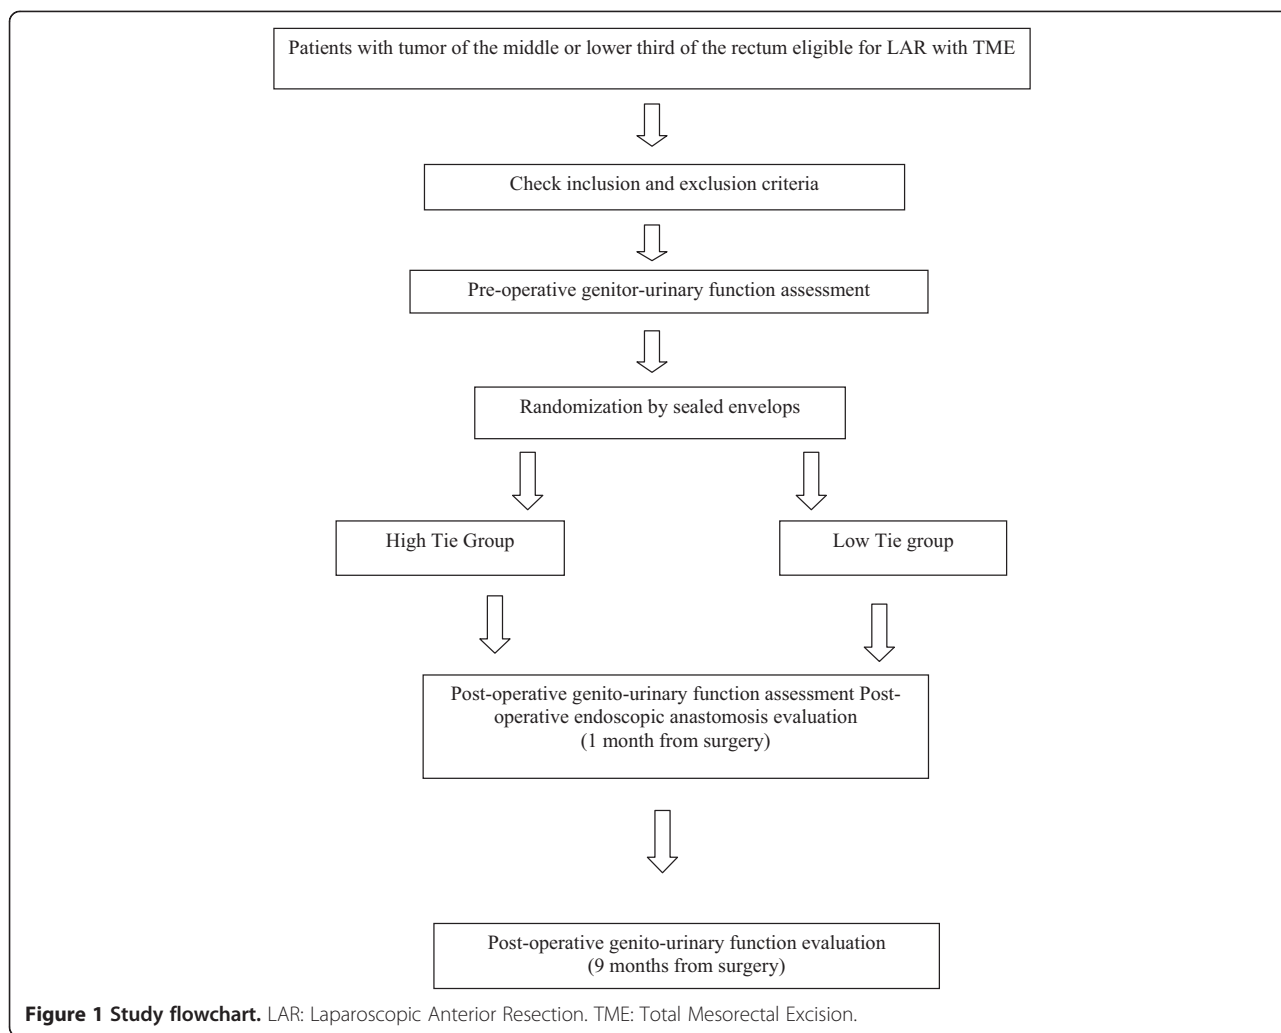 Patients with tumor of the middle or lower third of the rectum eligible for LAR with TME
Check inclusion and exclusion criteria
Pre-operative genitor-urinary function assessment
Randomization by sealed envelops
High Tie Group
Low Tie group
Post-operative genito-urinary function assessment Post-
operative endoscopic anastomosis evaluation
(1 month from surgery)
Post-operative genito-urinary function evaluation
(9 months from surgery)
Figure 1 Study flowchart. LAR: Laparoscopic Anterior Resection. TME: Total Mesorectal Excision.